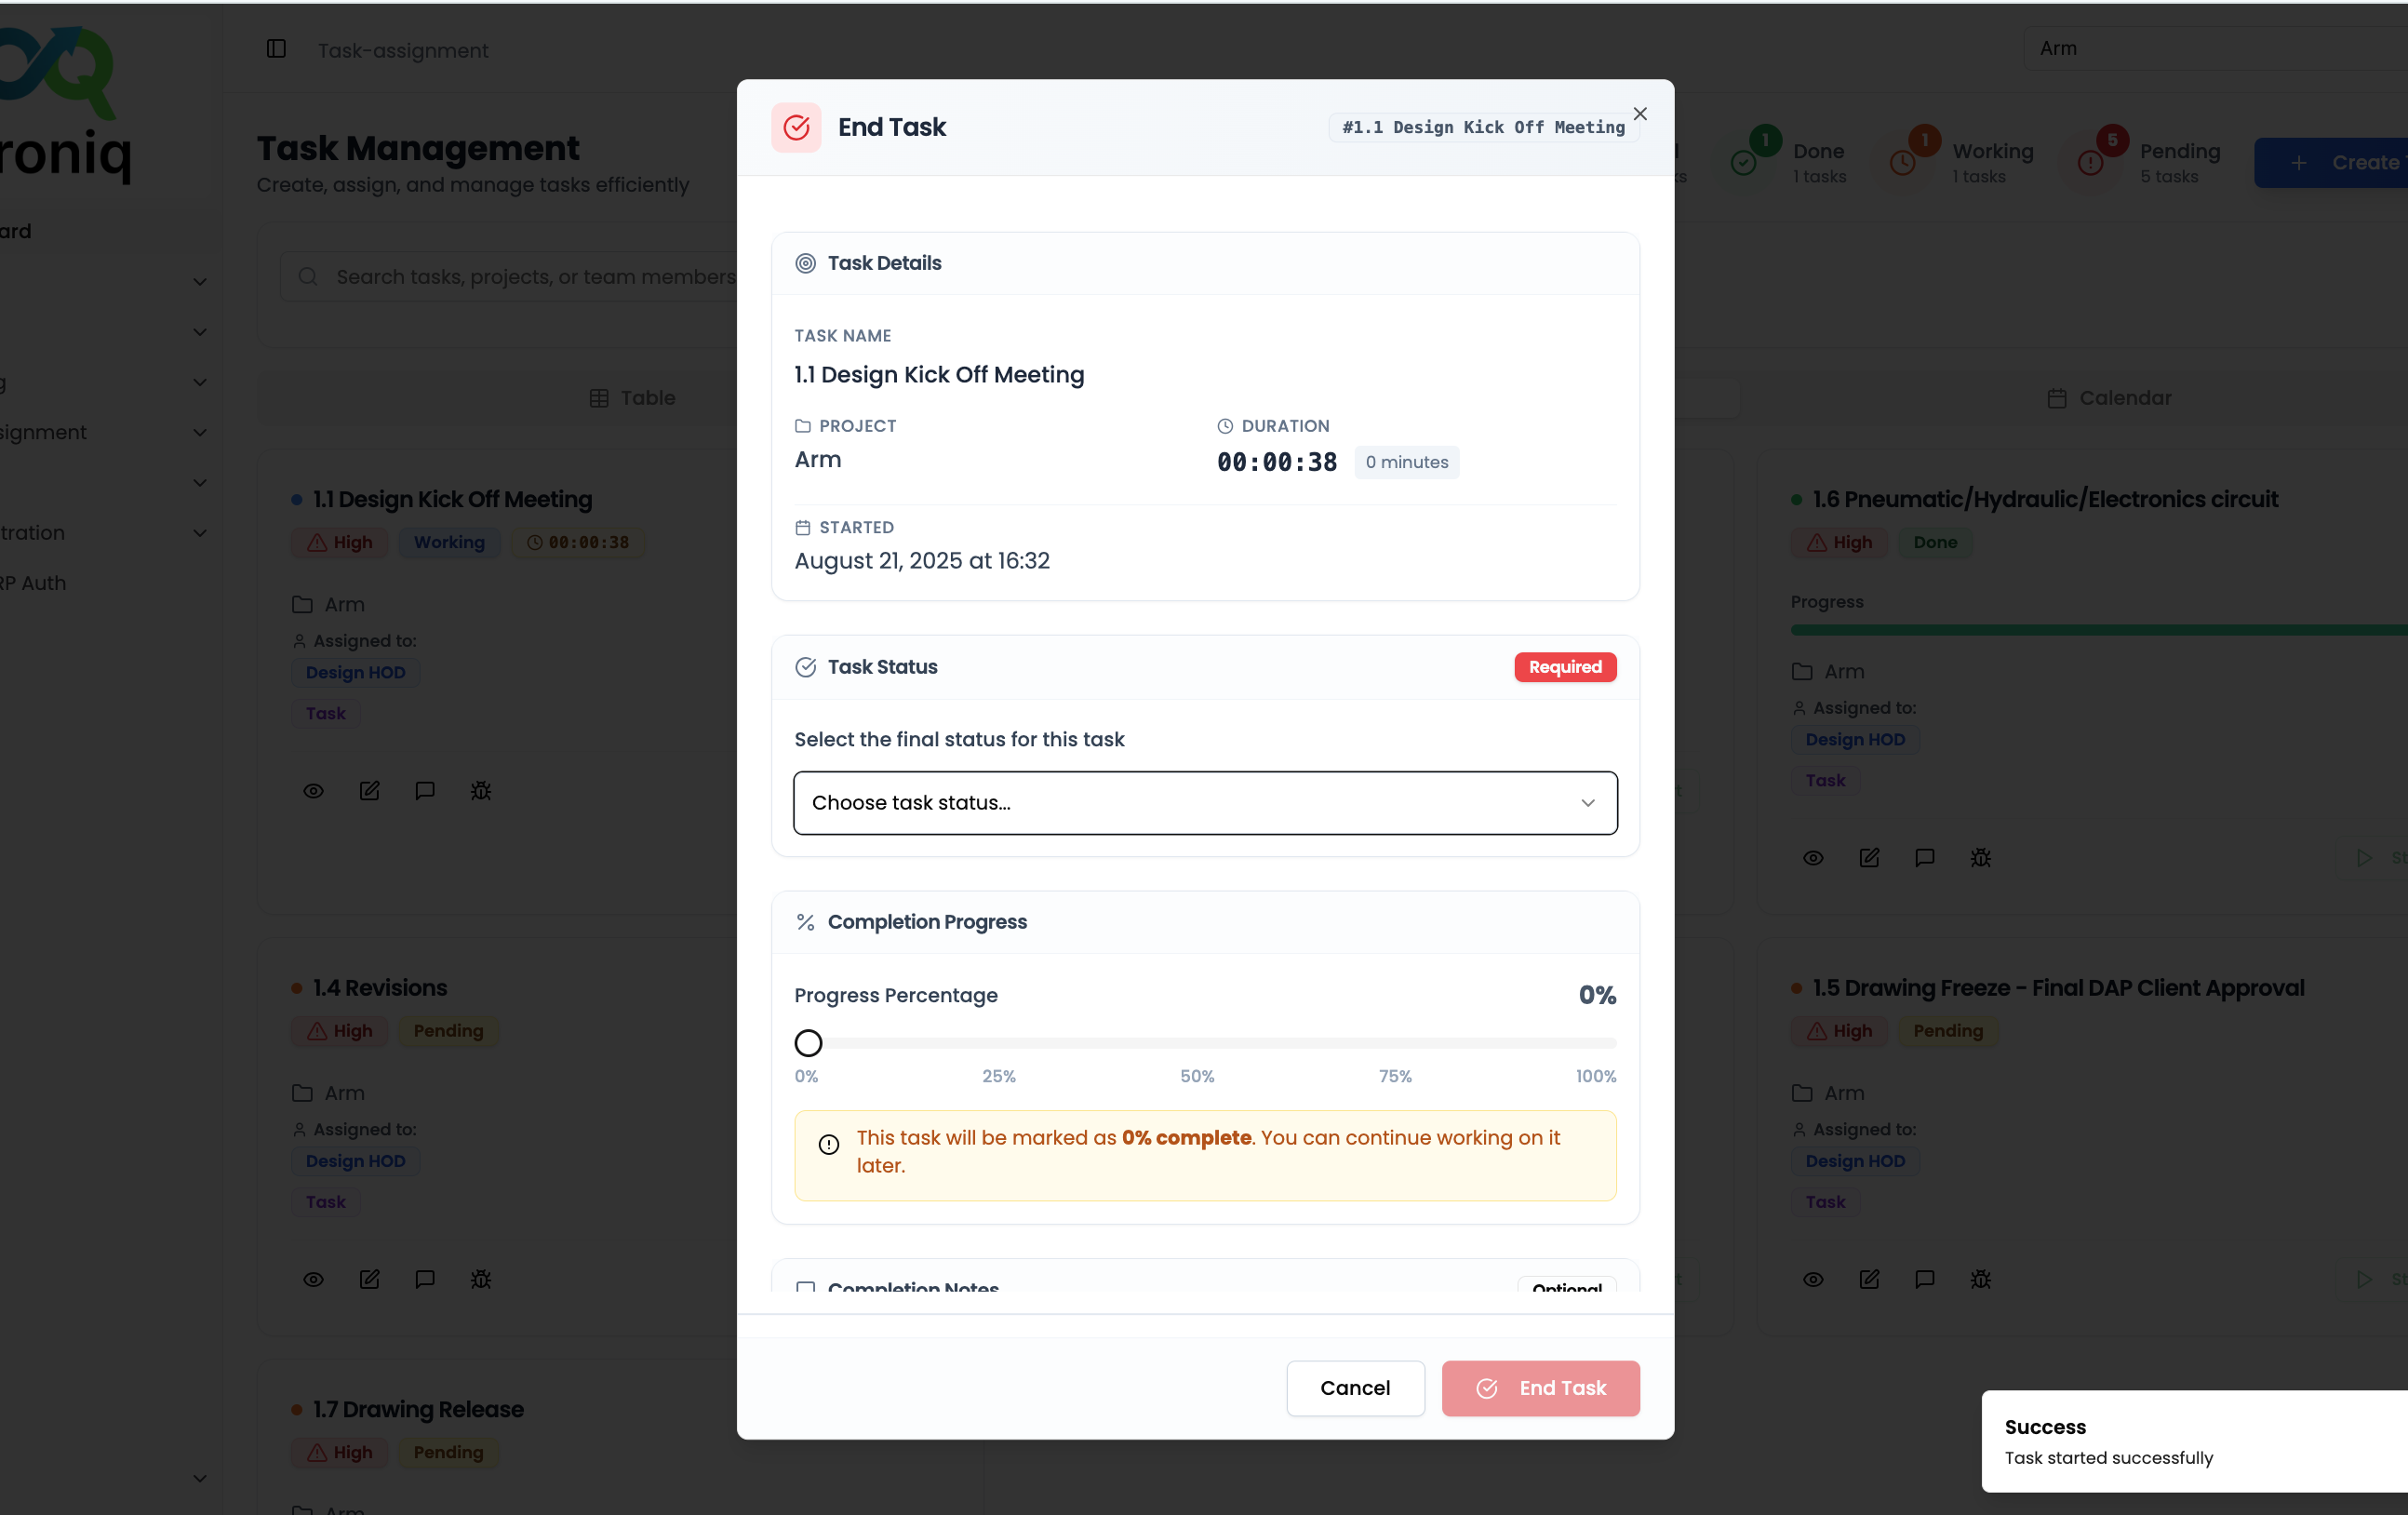 Task-assignment
Arm
roniq
Task Management
Create, assign, and manage tasks efficiently
1
Done
1 tasks
1
Working
1 tasks
5
Pending
5 tasks
Create
ard
signment
tration
RP Auth
Search tasks, projects, or team members
Table
Calendar
1.1 Design Kick Off Meeting
High
Working
00:00:38
Arm
Assigned to:
Design HOD
Task
1.4 Revisions
High
Pending
Arm
Assigned to:
Design HOD
Task
1.7 Drawing Release
High
Pending
Arm
End Task
#1.1 Design Kick Off Meeting
Task Details
TASK NAME
1.1 Design Kick Off Meeting
PROJECT
Arm
DURATION
00:00:38
0 minutes
STARTED
August 21, 2025 at 16:32
Task Status
Required
Select the final status for this task
Choose task status...
Completion Progress
Progress Percentage
0%
0%
25%
50%
75%
100%
This task will be marked as 0% complete. You can continue working on it
later.
Completion Notes
Optional
Cancel
End Task
1.6 Pneumatic/Hydraulic/Electronics circuit
High
Done
Progress
Arm
Assigned to:
Design HOD
Task
St
1.5 Drawing Freeze - Final DAP Client Approval
High
Pending
Arm
Assigned to:
Design HOD
Task
St
Success
Task started successfully